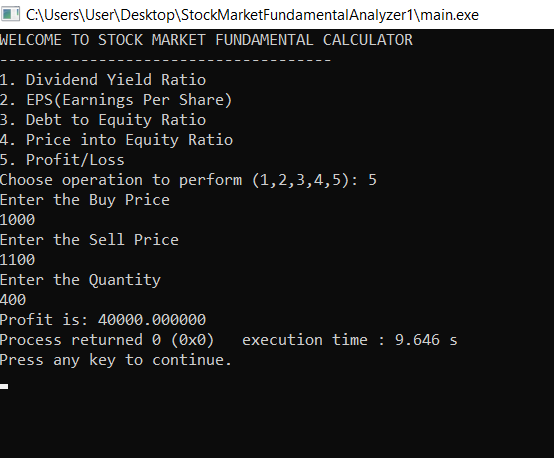 C:\Users\User\Desktop\StockMarketFundamentalAnalyzer1\main.exe
WELCOME TO STOCK MARKET FUNDAMENTAL CALCULATOR
-------------------------------------
1. Dividend Yield Ratio
2. EPS(Earnings Per Share)
3. Debt to Equity Ratio
4. Price into Equity Ratio
5. Profit/Loss
Choose operation to perform (1,2,3,4,5): 5
Enter the Buy Price
1000
Enter the Sell Price
1100
Enter the Quantity
400
Profit is: 40000.000000
Process returned 0 (0x0)   execution time : 9.646 s
Press any key to continue.